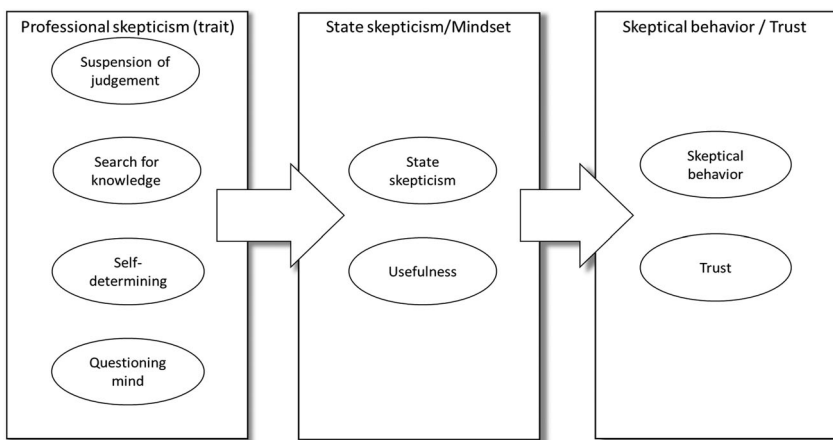 Professional skepticism (trait)
Suspension of
judgement
Search for
knowledge
Self-
determining
Questioning
mind
State skepticism/Mindset
State
skepticism
Usefulness
Skeptical behavior / Trust
Skeptical
behavior
Trust